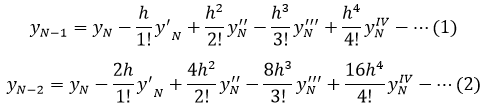 y_{N-1} = y_N - \frac{h}{1!} y'_N + \frac{h^2}{2!} y''_N - \frac{h^3}{3!} y'''_N + \frac{h^4}{4!} y^{IV}_N - ⋯ (1)
y_{N-2} = y_N - \frac{2h}{1!} y'_N + \frac{4h^2}{2!} y''_N - \frac{8h^3}{3!} y'''_N + \frac{16h^4}{4!} y^{IV}_N - ⋯ (2)